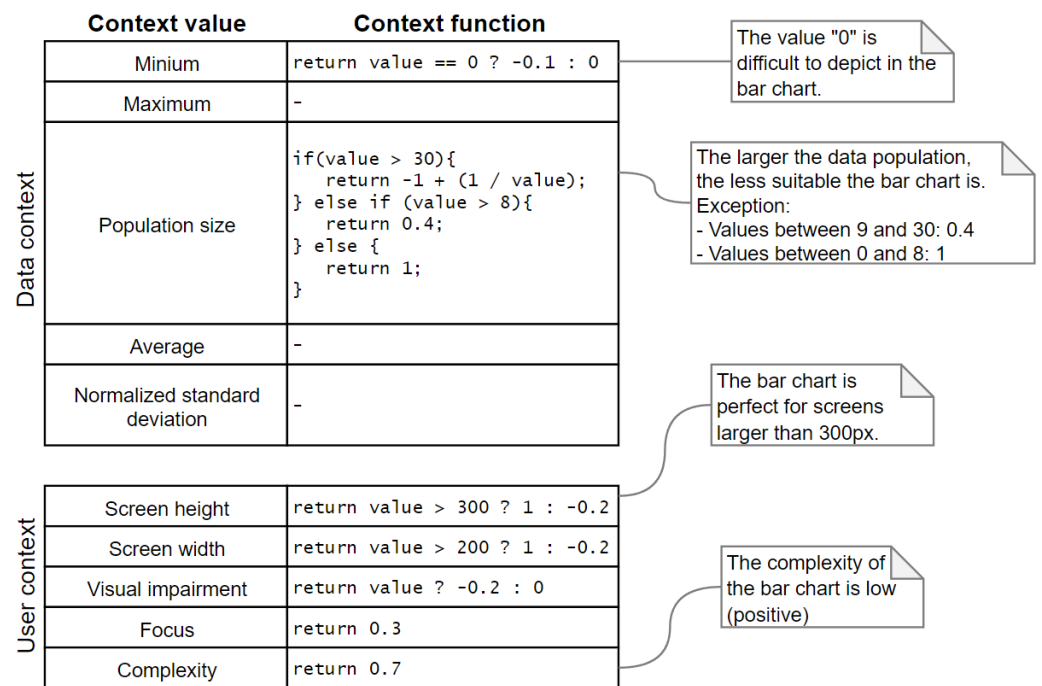 Context value
Context function
Data context
Minium
return value == 0 ? -0.1 : 0
The value "0" is
difficult to depict in the
bar chart.
Maximum
-
Population size
if(value > 30){
return -1 + (1 / value);
} else if (value > 8){
return 0.4;
} else {
return 1;
}
The larger the data population,
the less suitable the bar chart is.
Exception:
- Values between 9 and 30: 0.4
- Values between 0 and 8: 1
Average
-
Normalized standard
deviation
-
The bar chart is
perfect for screens
larger than 300px.
User context
Screen height
return value > 300 ? 1 : -0.2
Screen width
return value > 200 ? 1 : -0.2
Visual impairment
return value ? -0.2 : 0
Focus
return 0.3
Complexity
return 0.7
The complexity of
the bar chart is low
(positive)